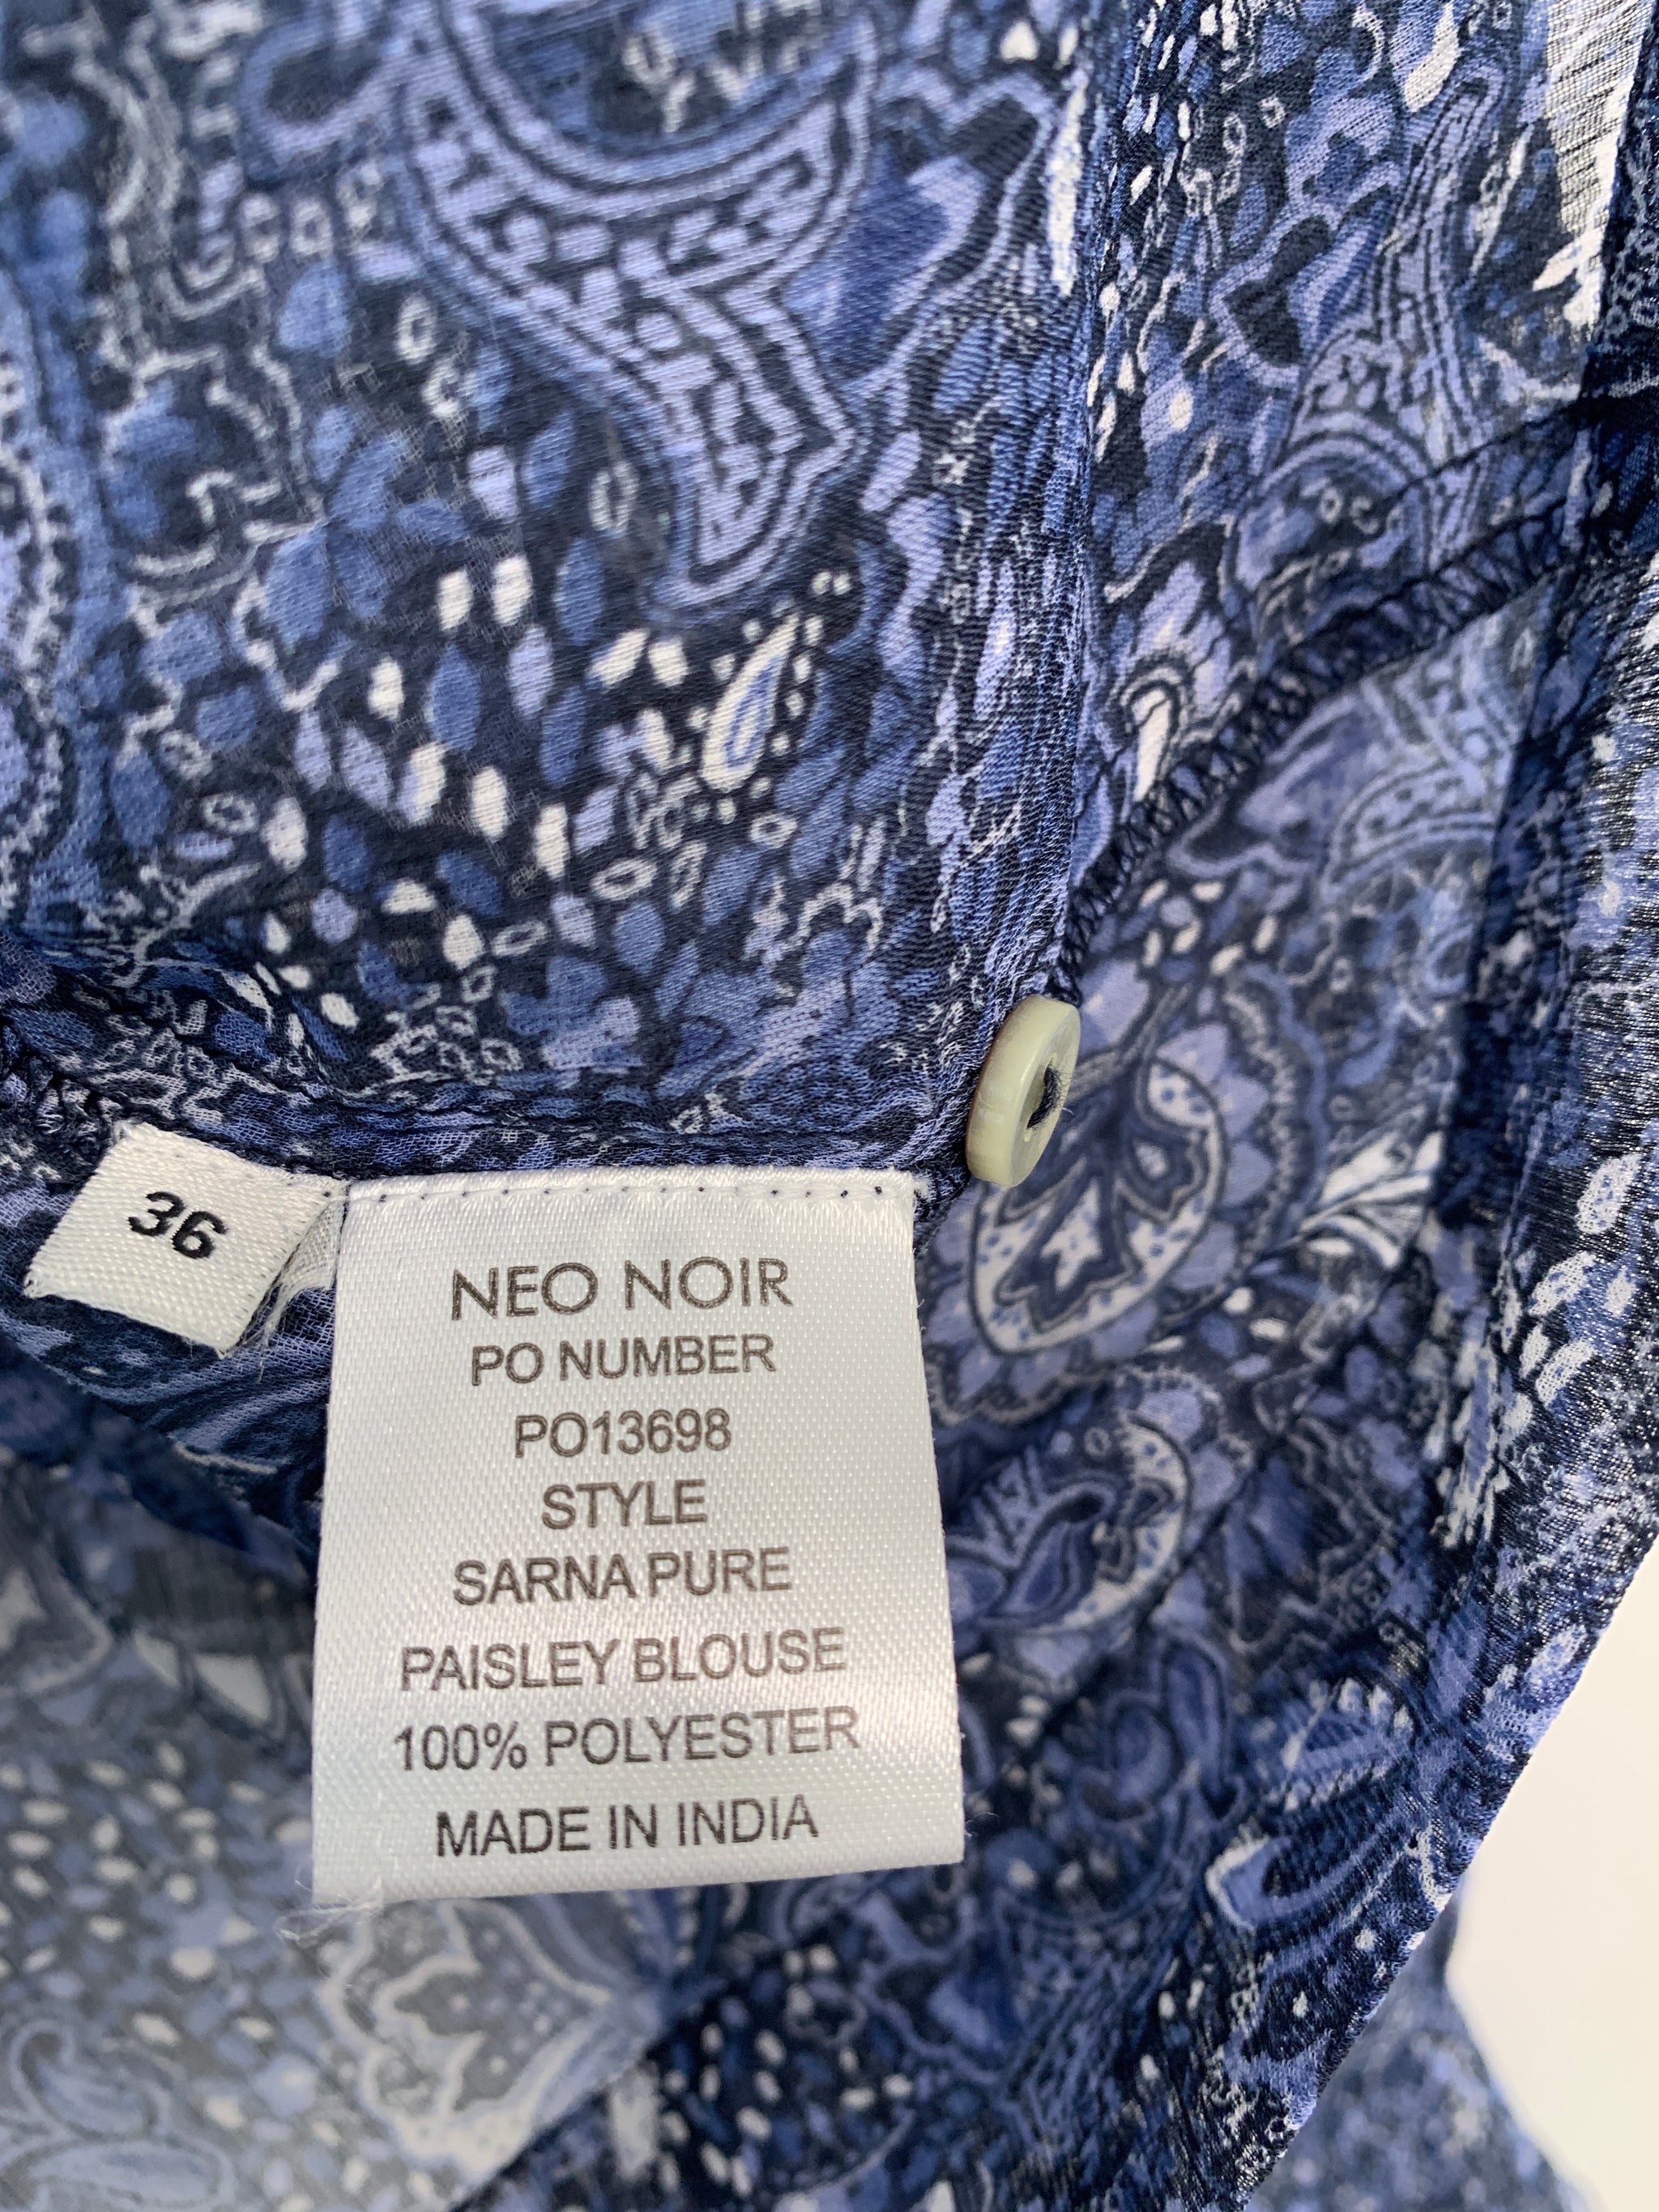 36
NEO NOIR
PO NUMBER
PO13698
STYLE
SARNA PURE
PAISLEY BLOUSE
100% POLYESTER
MADE IN INDIA